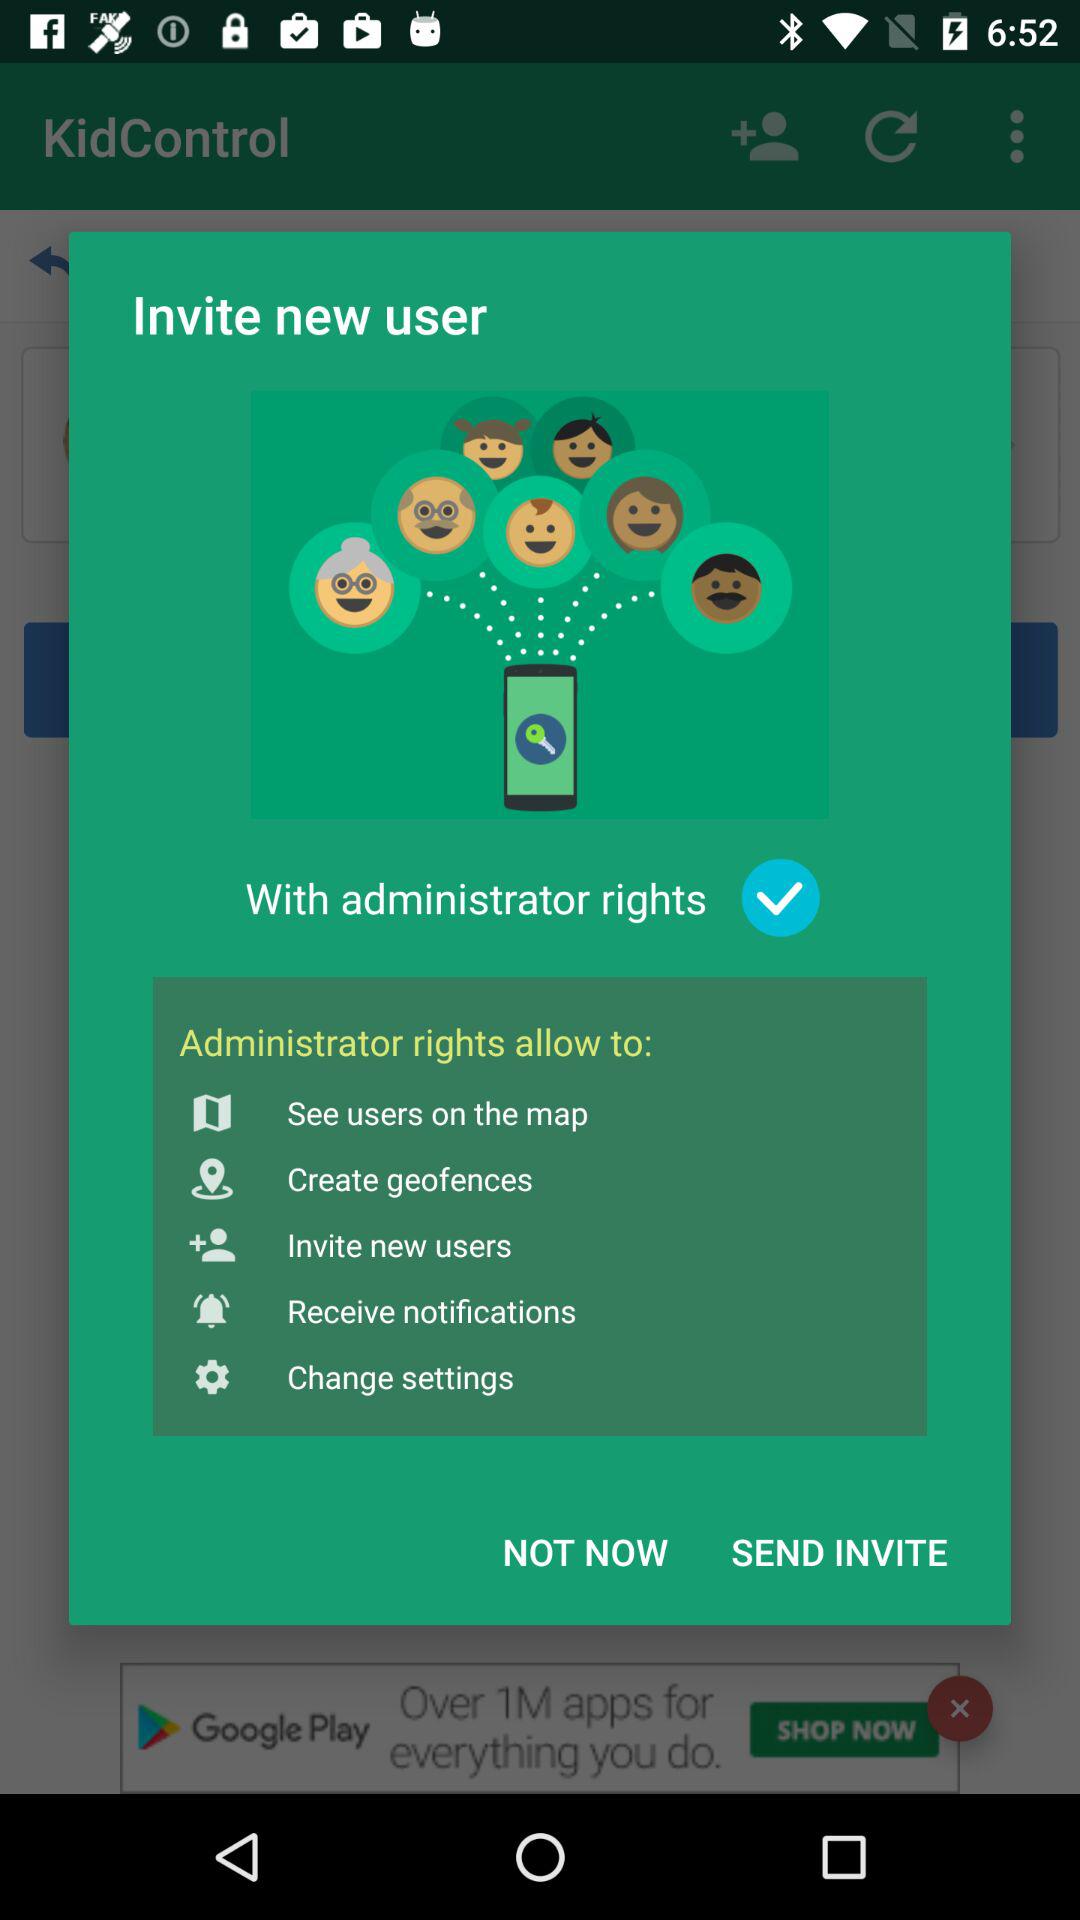 FAK
6:52
KidControl
Invite new user
With administrator rights
Administrator rights allow to:
See users on the map
Create geofences
Invite new users
Receive notifications
Change settings
NOT NOW SEND INVITE
Google Play
Over 1M apps for
everything you do.
SHOP NOW